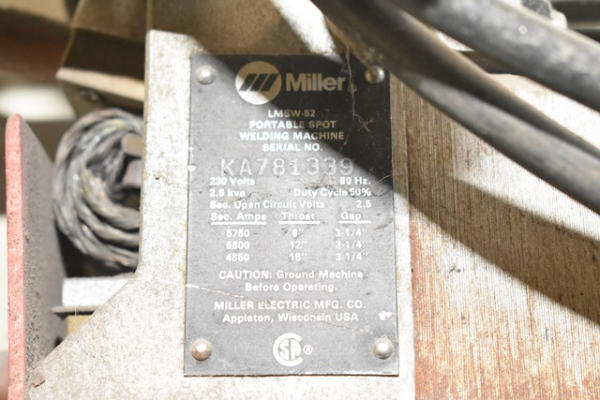 Miller
LMSW-52
PORTABLE SPOT
WELDING MACHINE
SERIAL NO.
KA781339
230 Volts 60 Hz.
2.5 kva Duty Cycle 50%
Sec. Open Circuit Volts 2.5
Sec. Amps Throat Gap
5750 6" 3-1/4"
12" 3-1/4"
4550 18" 3-1/4"
CAUTION: Ground Machine
Before Operating.
MILLER ELECTRIC MFG. CO.
Appleton, Wisconsin USA
SA ®